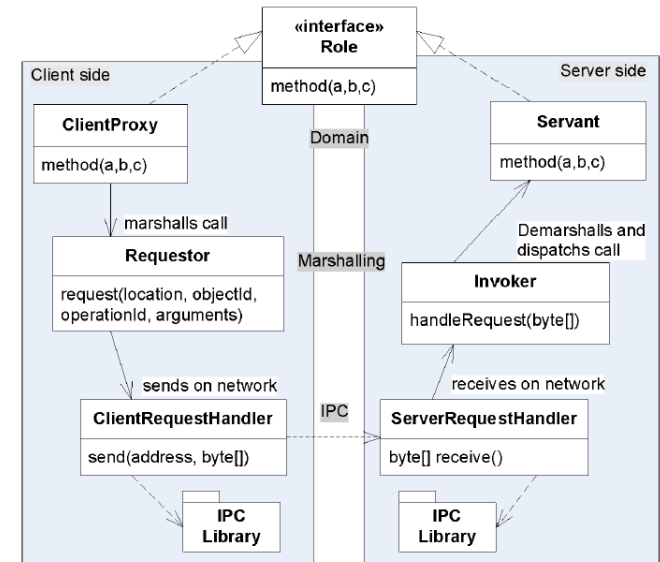 «interface»
Role
method(a,b,c)
Client side
Server side
ClientProxy
method(a,b,c)
Domain
Servant
method(a,b,c)
marshalls call
Requestor
request(location, objectId,
operationId, arguments)
Marshalling
Demarshalls and
dispatchs call
Invoker
handleRequest(byte[])
sends on network
receives on network
ClientRequestHandler
send(address, byte[])
IPC
ServerRequestHandler
byte[] receive()
IPC
Library
IPC
Library